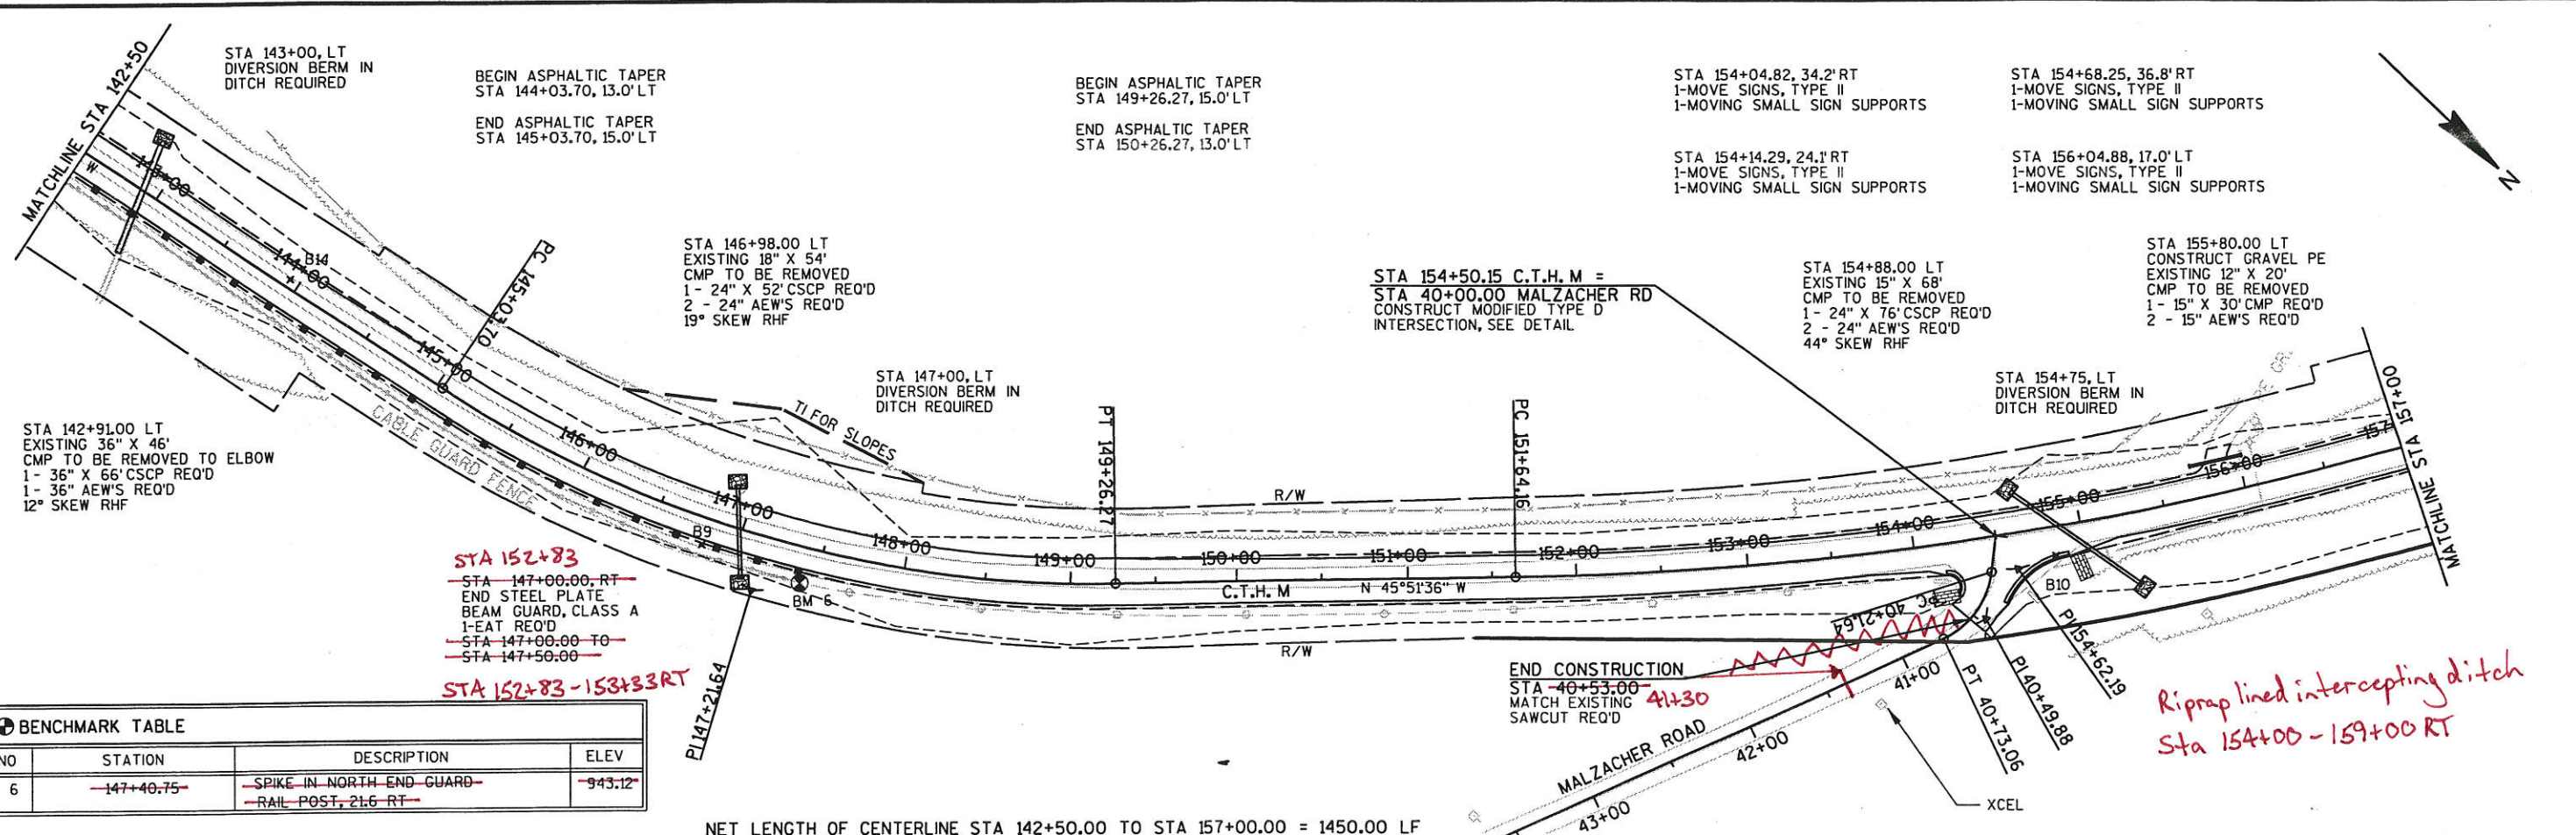 STA 143+00, LT
DIVERSION BERM IN
DITCH REQUIRED
BEGIN ASPHALTIC TAPER
STA 144+03.70, 13.0' LT
END ASPHALTIC TAPER
STA 145+03.70, 15.0' LT
BEGIN ASPHALTIC TAPER
STA 149+26.27, 15.0' LT
END ASPHALTIC TAPER
STA 150+26.27, 13.0' LT
STA 154+04.82, 34.2' RT
1-MOVE SIGNS, TYPE II
1-MOVING SMALL SIGN SUPPORTS
STA 154+68.25, 36.8' RT
1-MOVE SIGNS, TYPE II
1-MOVING SMALL SIGN SUPPORTS
STA 154+14.29, 24.1' RT
1-MOVE SIGNS, TYPE II
1-MOVING SMALL SIGN SUPPORTS
STA 156+04.88, 17.0' LT
1-MOVE SIGNS, TYPE II
1-MOVING SMALL SIGN SUPPORTS
N
MATCHLINE STA 142+50
W
143+00
144+00
B14
PC 145+03.70
145+00
STA 146+98.00 LT
EXISTING 18" X 54'
CMP TO BE REMOVED
1 - 24" X 52' CSCP REQ'D
2 - 24" AEW'S REQ'D
19° SKEW RHF
STA 154+50.15 C.T.H. M =
STA 40+00.00 MALZACHER RD
CONSTRUCT MODIFIED TYPE D
INTERSECTION, SEE DETAIL
STA 154+88.00 LT
EXISTING 15" X 68'
CMP TO BE REMOVED
1 - 24" X 76' CSCP REQ'D
2 - 24" AEW'S REQ'D
44° SKEW RHF
STA 155+80.00 LT
CONSTRUCT GRAVEL PE
EXISTING 12" X 20'
CMP TO BE REMOVED
1 - 15" X 30' CMP REQ'D
2 - 15" AEW'S REQ'D
STA 147+00, LT
DIVERSION BERM IN
DITCH REQUIRED
STA 154+75, LT
DIVERSION BERM IN
DITCH REQUIRED
STA 142+91.00 LT
EXISTING 36" X 46'
CMP TO BE REMOVED TO ELBOW
1 - 36" X 66' CSCP REQ'D
1 - 36" AEW'S REQ'D
12° SKEW RHF
CABLE GUARD FENCE
TI FOR SLOPES
146+00
147+00
B9
148+00
149+00
PT 149+26.27
150+00
151+00
PC 151+64.16
152+00
153+00
154+00
155+00
156+00
157
MATCHLINE STA 157+00
R/W
C.T.H. M
N 45°51'36" W
BM 6
B10
PC 40+21.64
R/W
STA 152+83
STA 147+00.00, RT
END STEEL PLATE
BEAM GUARD, CLASS A
1-EAT REQ'D
STA 147+00.00 TO
STA 147+50.00
STA 152+83 - 153+33 RT
PI 147+21.64
END CONSTRUCTION
STA 40+53.00
41+30
MATCH EXISTING
SAWCUT REQ'D
41+00
42+00
43+00
MALZACHER ROAD
PT 40+73.06
PI 40+49.88
PI 154+62.19
XCEL
Riprap lined intercepting ditch
Sta 154+00 - 159+00 RT
BENCHMARK TABLE
NO STATION DESCRIPTION ELEV
6 147+40.75 SPIKE IN NORTH END GUARD 943.12
RAIL POST, 21.6 RT
NET LENGTH OF CENTERLINE STA 142+50.00 TO STA 157+00.00 = 1450.00 LF